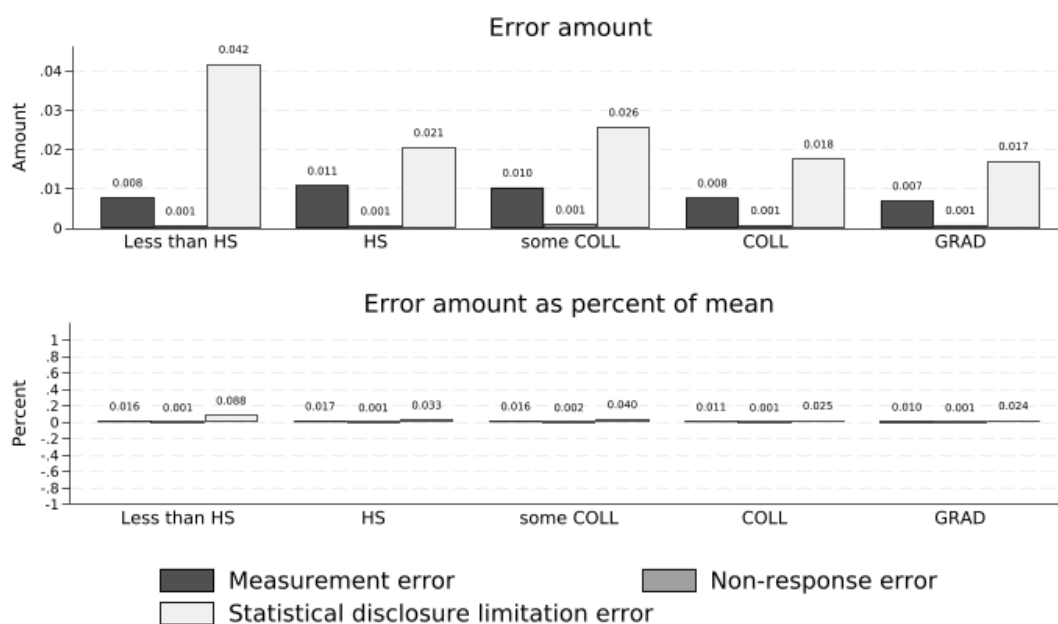 Error amount
Amount
.04
.03
.02
.01
0
0.008
0.001
0.042
0.011
0.001
0.021
0.010
0.001
0.026
0.008
0.001
0.018
0.007
0.001
0.017
Less than HS
HS
some COLL
COLL
GRAD
Error amount as percent of mean
Percent
1
.8
.6
.4
.2
0
-.2
-.4
-.6
-.8
-1
0.016
0.001
0.088
0.017
0.001
0.033
0.016
0.002
0.040
0.011
0.001
0.025
0.010
0.001
0.024
Less than HS
HS
some COLL
COLL
GRAD
Measurement error
Non-response error
Statistical disclosure limitation error